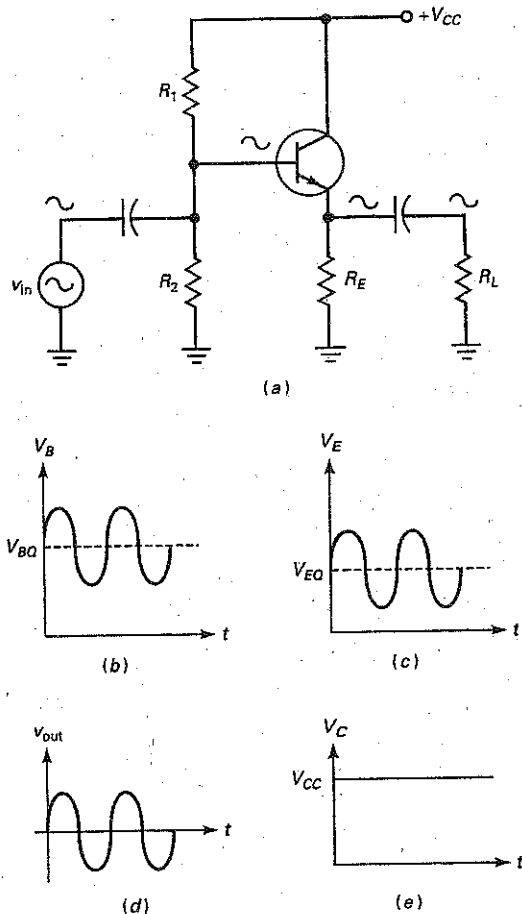 +V_CC
R_1
v_in
R_2
R_E
R_L
(a)
V_B
V_BQ
t
(b)
V_E
V_EQ
t
(c)
v_out
t
(d)
V_C
V_CC
t
(e)